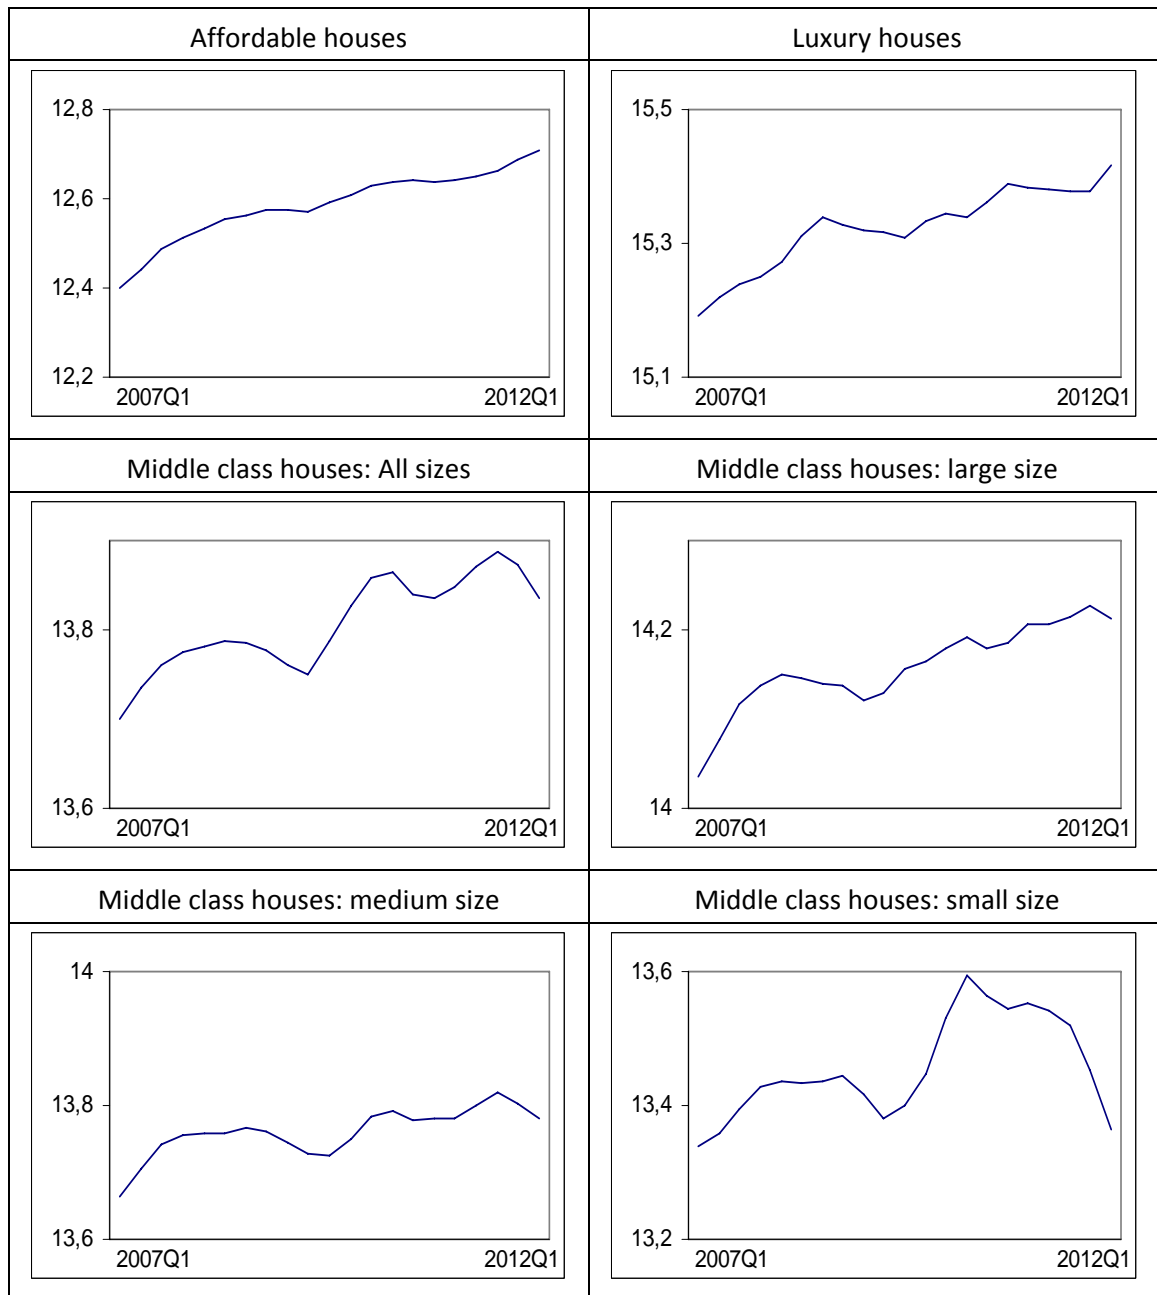 Affordable houses
Luxury houses
12,8
12,6
12,4
12,2
2007Q1
2012Q1
15,5
15,3
15,1
2007Q1
2012Q1
Middle class houses: All sizes
Middle class houses: large size
13,8
13,6
2007Q1
2012Q1
14,2
14
2007Q1
2012Q1
Middle class houses: medium size
Middle class houses: small size
14
13,8
13,6
2007Q1
2012Q1
13,6
13,4
13,2
2007Q1
2012Q1